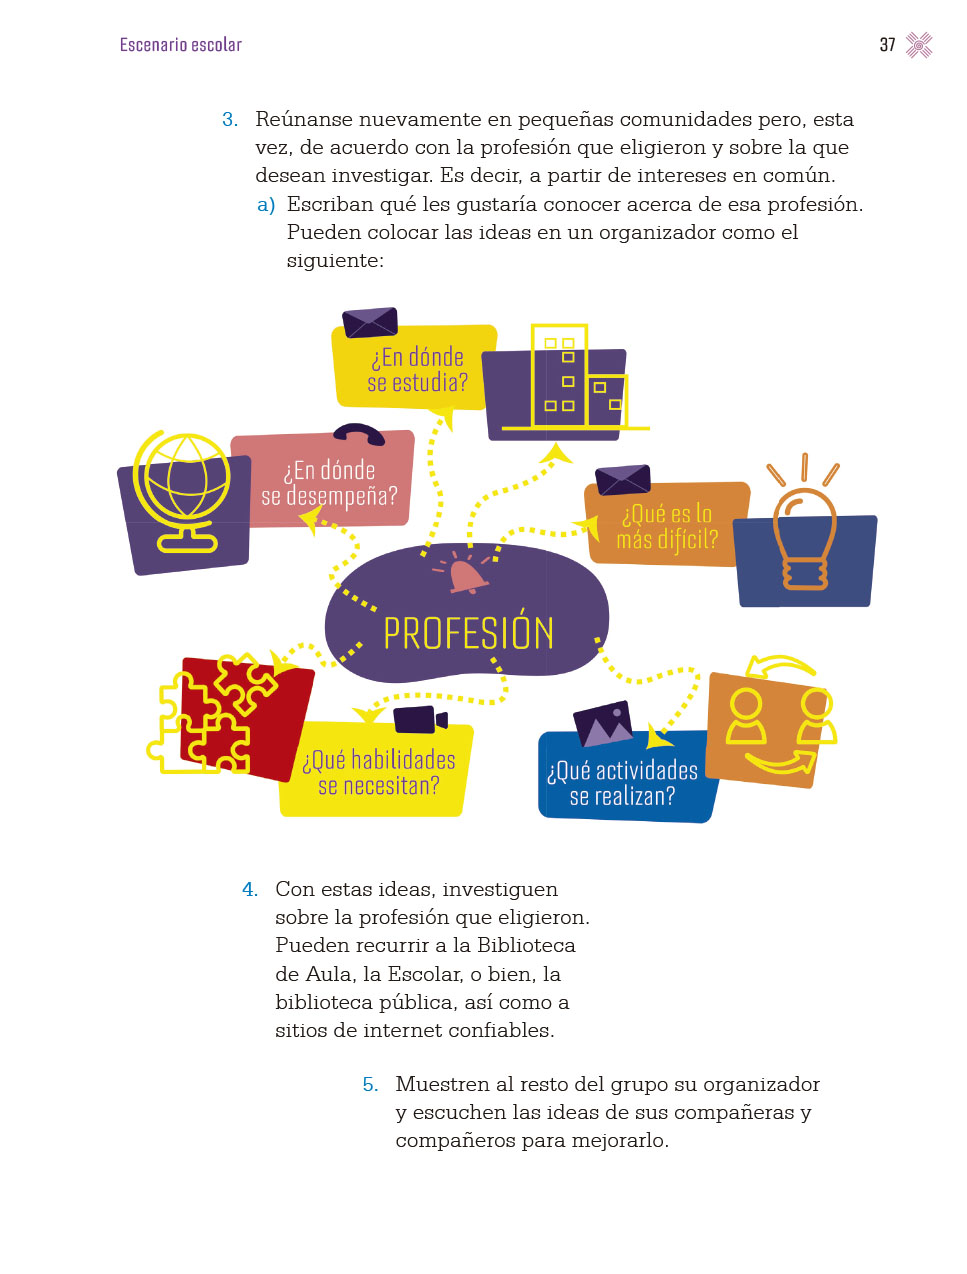 Escenario escolar
37
3. Reúnanse nuevamente en pequeñas comunidades pero, esta
vez, de acuerdo con la profesión que eligieron y sobre la que
desean investigar. Es decir, a partir de intereses en común.
a) Escriban qué les gustaría conocer acerca de esa profesión.
Pueden colocar las ideas en un organizador como el
siguiente:
¿En dónde
se estudia?
¿En dónde
se desempeña?
¿Qué es lo
más difícil?
PROFESIÓN
¿Qué habilidades
se necesitan?
¿Qué actividades
se realizan?
4. Con estas ideas, investiguen
sobre la profesión que eligieron.
Pueden recurrir a la Biblioteca
de Aula, la Escolar, o bien, la
biblioteca pública, así como a
sitios de internet confiables.
5. Muestren al resto del grupo su organizador
y escuchen las ideas de sus compañeras y
compañeros para mejorarlo.